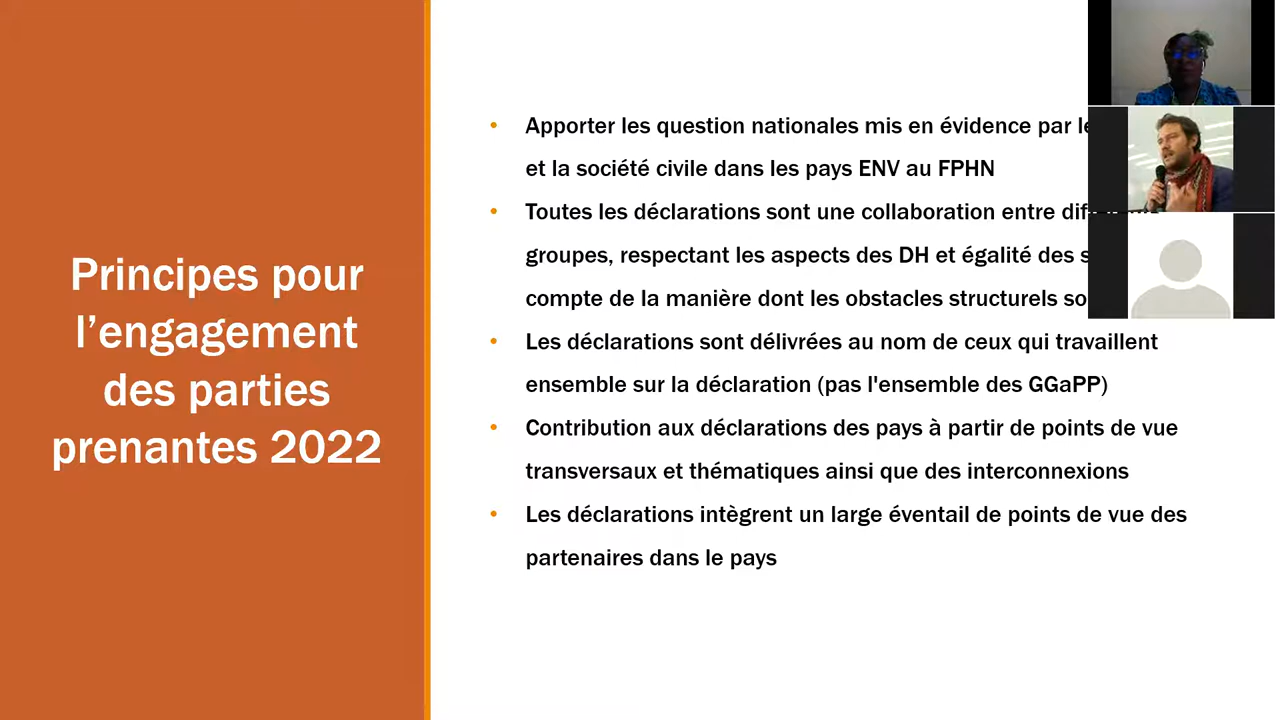 Principes pour
l’engagement
des parties
prenantes 2022
• Apporter les question nationales mis en évidence par
et la société civile dans les pays ENV au FPHN
• Toutes les déclarations sont une collaboration entre
groupes, respectant les aspects des DH et égalité des
compte de la manière dont les obstacles structurels
• Les déclarations sont délivrées au nom de ceux qui travaillent
ensemble sur la déclaration (pas l'ensemble des GGaPP)
• Contribution aux déclarations des pays à partir de points de vue
transversaux et thématiques ainsi que des interconnexions
• Les déclarations intègrent un large éventail de points de vue des
partenaires dans le pays